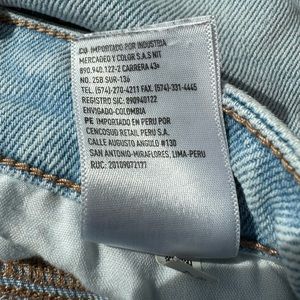 CO IMPORTADO POR INDUSTRIA
MERCADEO Y COLOR S.A.S NIT
890.940.122-2 CARRERA 43ª
NO. 25B SUR-136
TEL (574)-270-4211 FAX. (574)-331-4445
REGISTRO SIC: 890940122
ENVIGADO-COLOMBIA
PE IMPORTADO EN PERU POR
CENCOSUD RETAIL PERU S.A.
CALLE AUGUSTO ANGULO #130
SAN ANTONIO-MIRAFLORES, LIMA-PERU
RUC: 20109072177